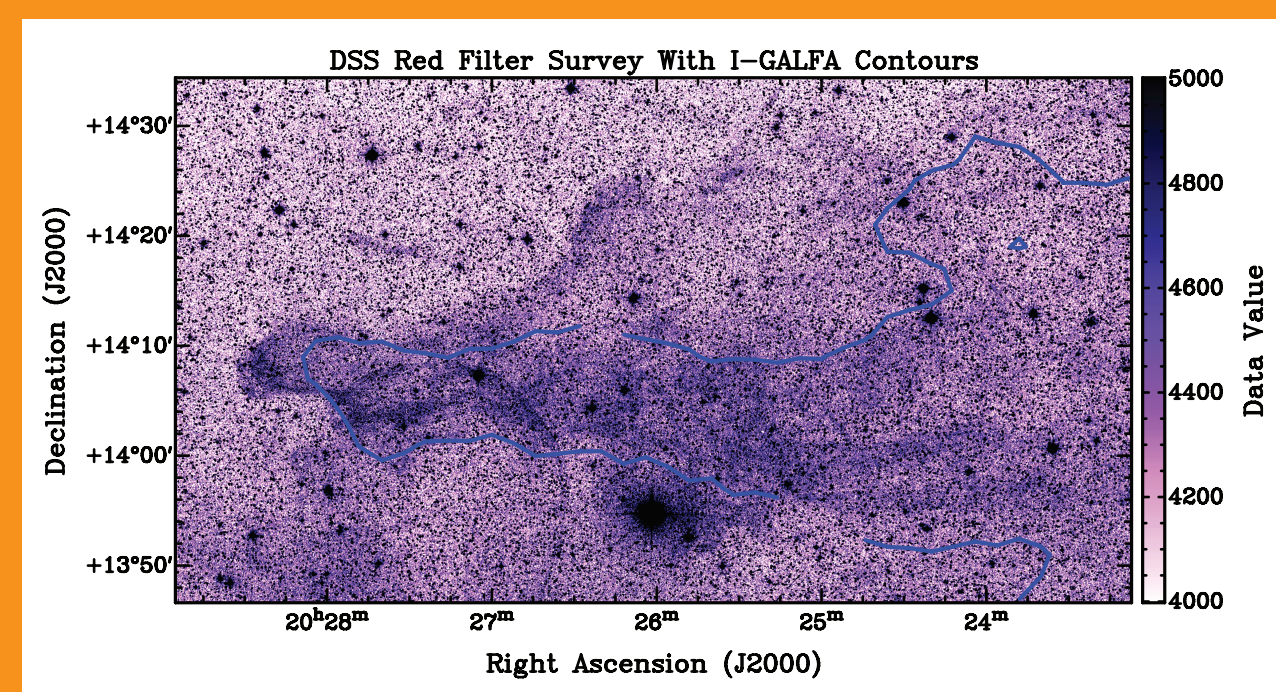 DSS Red Filter Survey With I-GALFA Contours
+14°30′
+14°20′
+14°10′
+14°00′
+13°50′
Declination (J2000)
20ʰ28ᵐ 27ᵐ 26ᵐ 25ᵐ 24ᵐ
Right Ascension (J2000)
5000
4800
4600
4400
4200
4000
Data Value